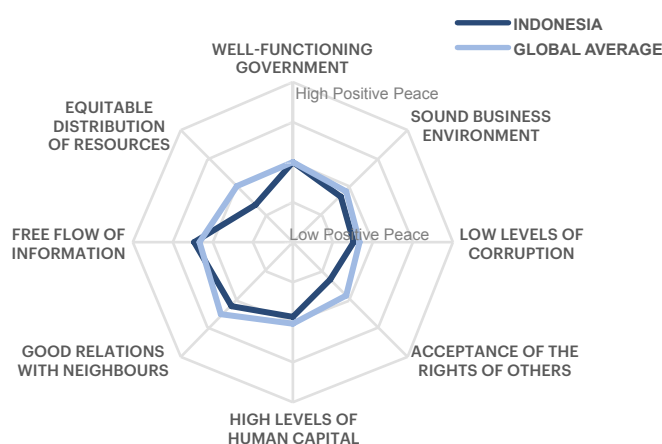 INDONESIA
GLOBAL AVERAGE
WELL-FUNCTIONING
GOVERNMENT
High Positive Peace
EQUITABLE
DISTRIBUTION
OF RESOURCES
SOUND BUSINESS
ENVIRONMENT
FREE FLOW OF
INFORMATION
Low Positive Peace
LOW LEVELS OF
CORRUPTION
GOOD RELATIONS
WITH NEIGHBOURS
ACCEPTANCE OF THE
RIGHTS OF OTHERS
HIGH LEVELS OF
HUMAN CAPITAL